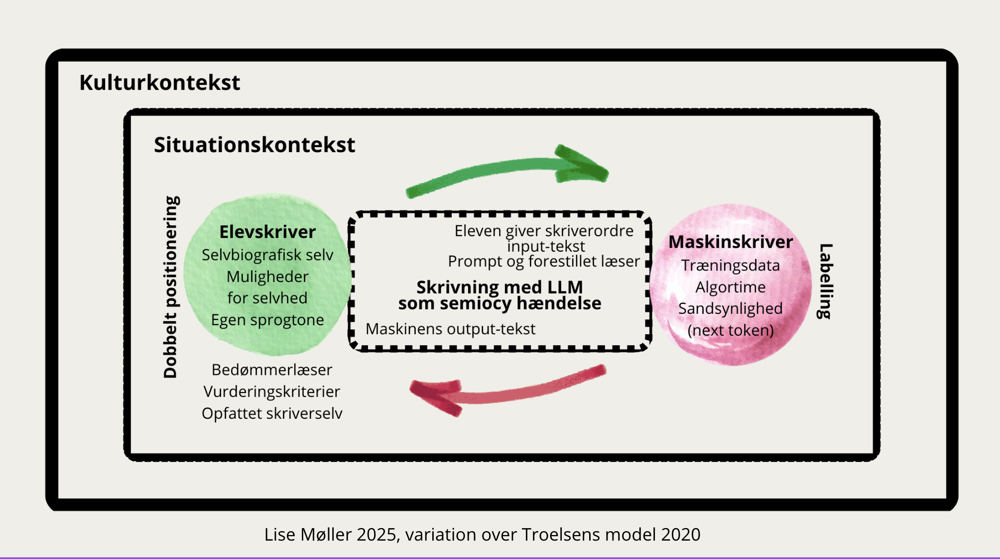 Kulturkontekst
Situationskontekst
Dobbelt positionering
Elevskriver
Selvbiografisk selv
Muligheder
for selvhed
Egen sprogtone
Bedømmerlæser
Vurderingskriterier
Opfattet skriverselv
Eleven giver skriverordre
input-tekst
Prompt og forestillet læser
Skrivning med LLM
som semiocy hændelse
Maskinens output-tekst
Maskinskriver
Træningsdata
Algortime
Sandsynlighed
(next token)
Labelling
Lise Møller 2025, variation over Troelsens model 2020